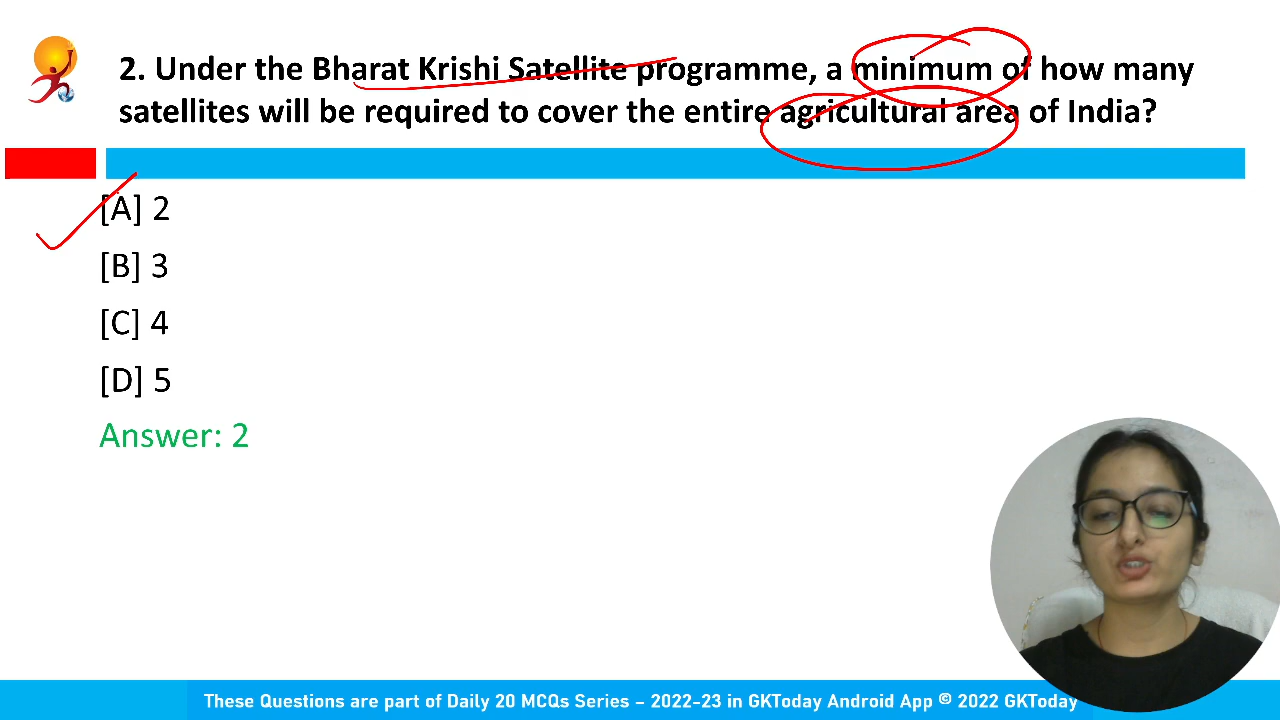 2. Under the Bharat Krishi Satellite programme, a minimum of how many
satellites will be required to cover the entire agricultural area of India?
[A] 2
[B] 3
[C] 4
[D] 5
Answer: 2
These Questions are part of Daily 20 MCQs Series – 2022-23 in GKToday Android App © 2022 GKToday